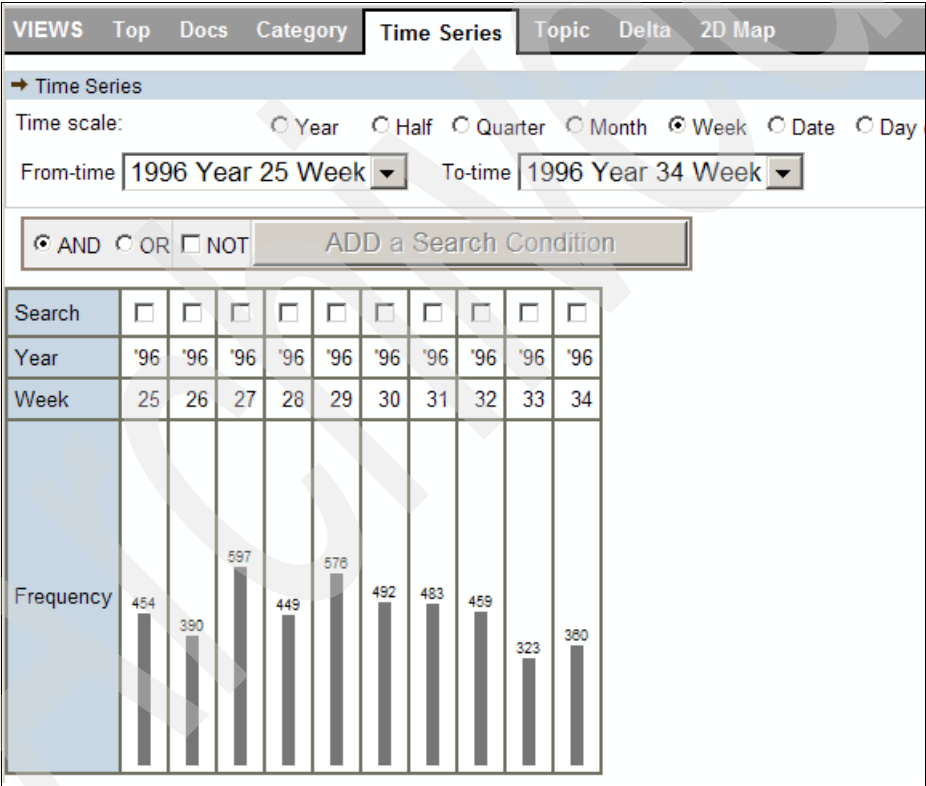 VIEWS Top Docs Category Time Series Topic Delta 2D Map
Time Series
Time scale: Year Half Quarter Month Week Date Day
From-time 1996 Year 25 Week To-time 1996 Year 34 Week
AND OR NOT ADD a Search Condition
Search
Year '96 '96 '96 '96 '96 '96 '96 '96 '96 '96
Week 25 26 27 28 29 30 31 32 33 34
Frequency 454 390 597 449 576 492 483 459 323 360